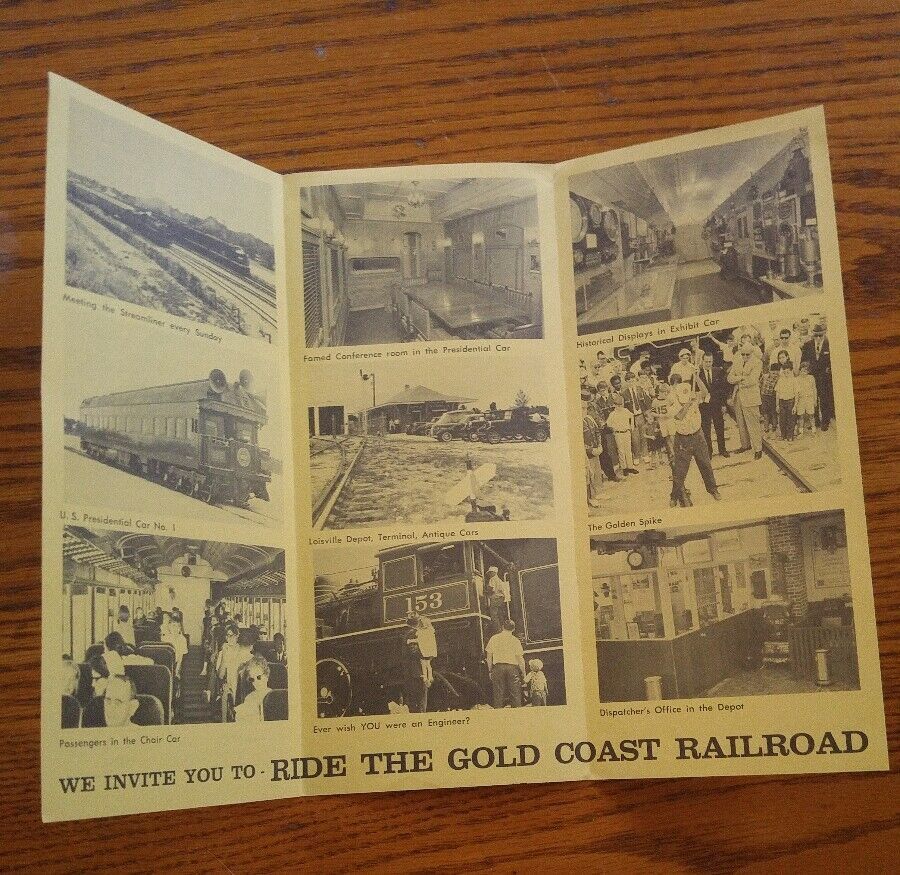 Meeting the Streamliner every Sunday
U.S. Presidential Car No. 1
Passengers in the Chair Car
Famed Conference room in the Presidential Car
Loisville Depot, Terminal, Antique Cars
153
Ever wish YOU were an Engineer?
Historical Displays in Exhibit Car
The Golden Spike
Dispatcher's Office in the Depot
WE INVITE YOU TO - RIDE THE GOLD COAST RAILROAD